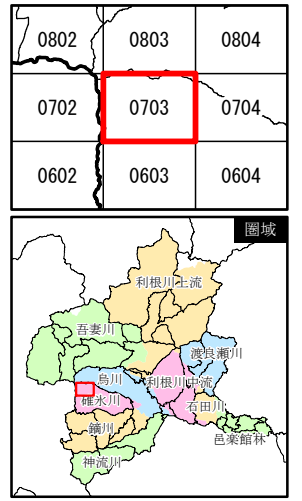 0802 0803 0804
0702 0703 0704
0602 0603 0604
圏域
利根川上流
吾妻川
渡良瀬川
烏川 利根川中流
碓氷川 石田川
鏑川 邑楽館林
神流川